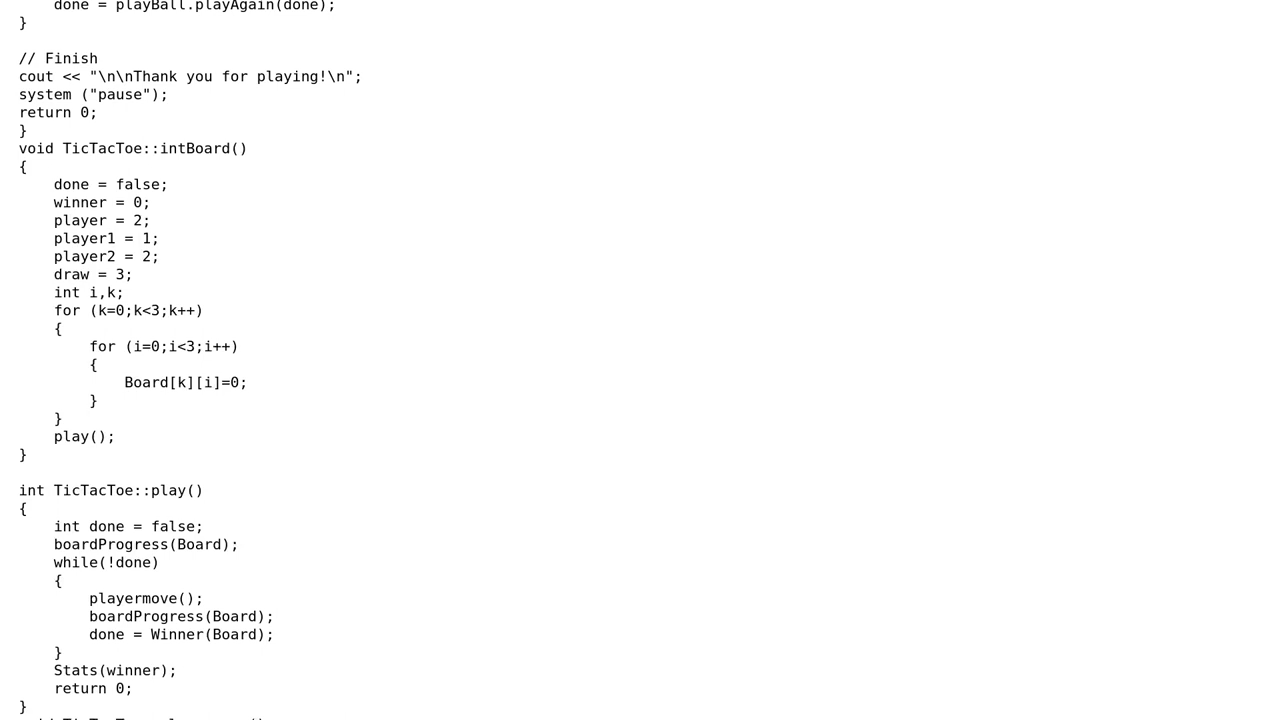 done = playBall.playAgain(done);
}

// Finish
cout << "\n\nThank you for playing!\n";
system ("pause");
return 0;
}
void TicTacToe::intBoard()
{
    done = false;
    winner = 0;
    player = 2;
    player1 = 1;
    player2 = 2;
    draw = 3;
    int i,k;
    for (k=0;k<3;k++)
    {
        for (i=0;i<3;i++)
        {
            Board[k][i]=0;
        }
    }
    play();
}

int TicTacToe::play()
{
    int done = false;
    boardProgress(Board);
    while(!done)
    {
        playermove();
        boardProgress(Board);
        done = Winner(Board);
    }
    Stats(winner);
    return 0;
}